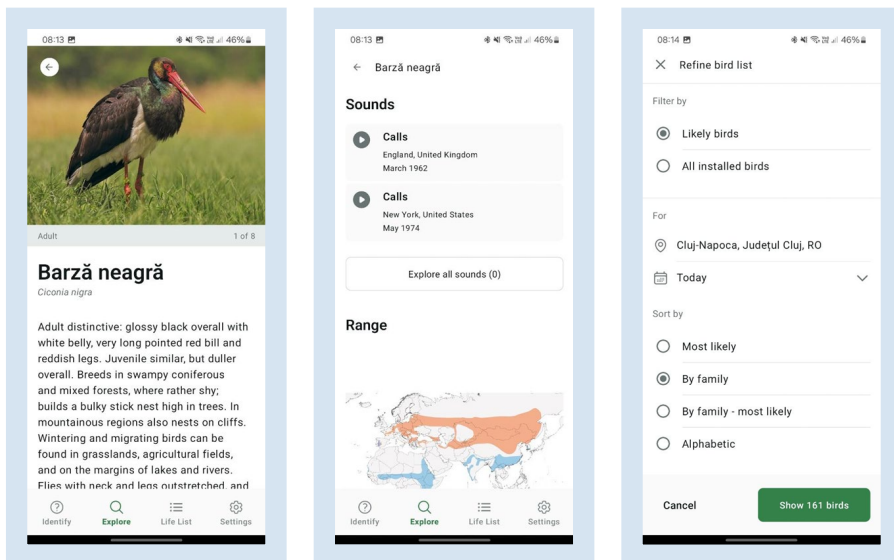 08:13
46%
Adult
1 of 8
Barză neagră
Ciconia nigra
Adult distinctive: glossy black overall with
white belly, very long pointed red bill and
reddish legs. Juvenile similar, but duller
overall. Breeds in swampy coniferous
and mixed forests, where rather shy;
builds a bulky stick nest high in trees. In
mountainous regions also nests on cliffs.
Wintering and migrating birds can be
found in grasslands, agricultural fields,
and on the margins of lakes and rivers.
Flies with neck and legs outstretched, and
Identify
Explore
Life List
Settings
08:13
46%
Barză neagră
Sounds
Calls
England, United Kingdom
March 1962
Calls
New York, United States
May 1974
Explore all sounds (0)
Range
Identify
Explore
Life List
Settings
08:14
46%
Refine bird list
Filter by
Likely birds
All installed birds
For
Cluj-Napoca, Județul Cluj, RO
Today
Sort by
Most likely
By family
By family - most likely
Alphabetic
Cancel
Show 161 birds